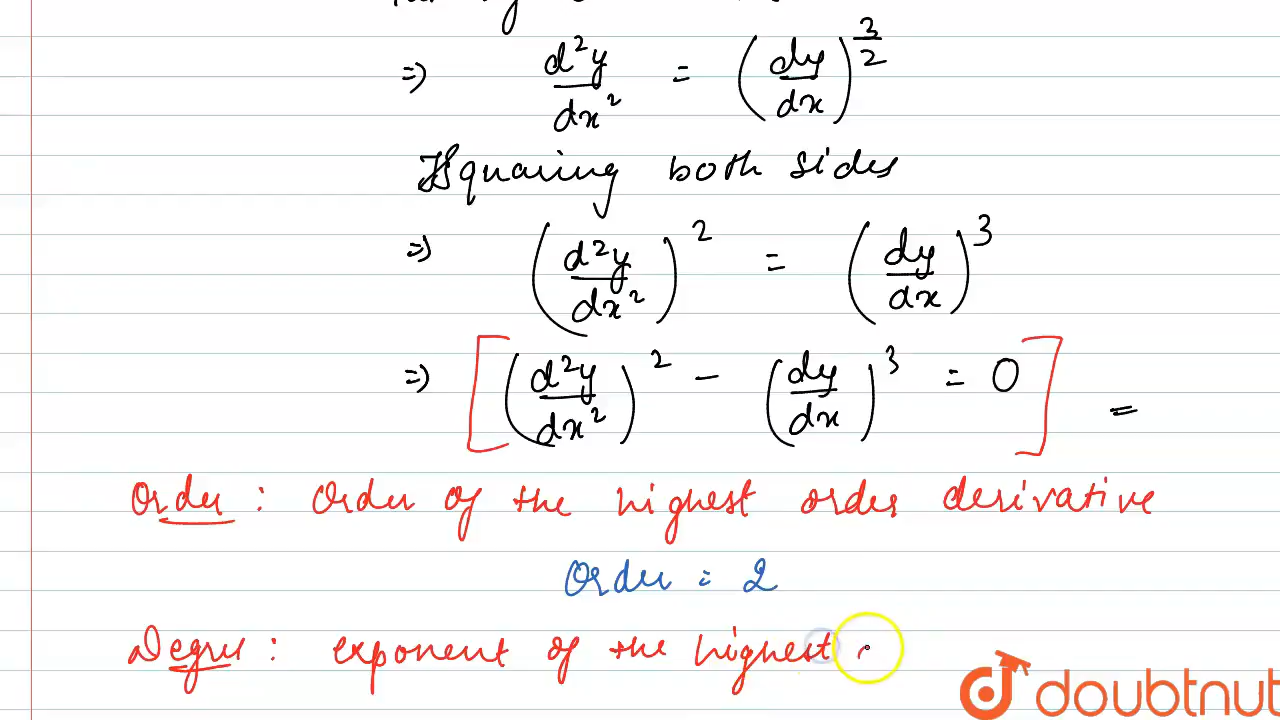 ⇒ d²y/dx² = (dy/dx)^(3/2)
Squaring both sides
⇒ (d²y/dx²)² = (dy/dx)³
⇒ [(d²y/dx²)² - (dy/dx)³ = 0] =
Order : Order of the highest order derivative
Order = 2
Degree : exponent of the highest
doubtnut